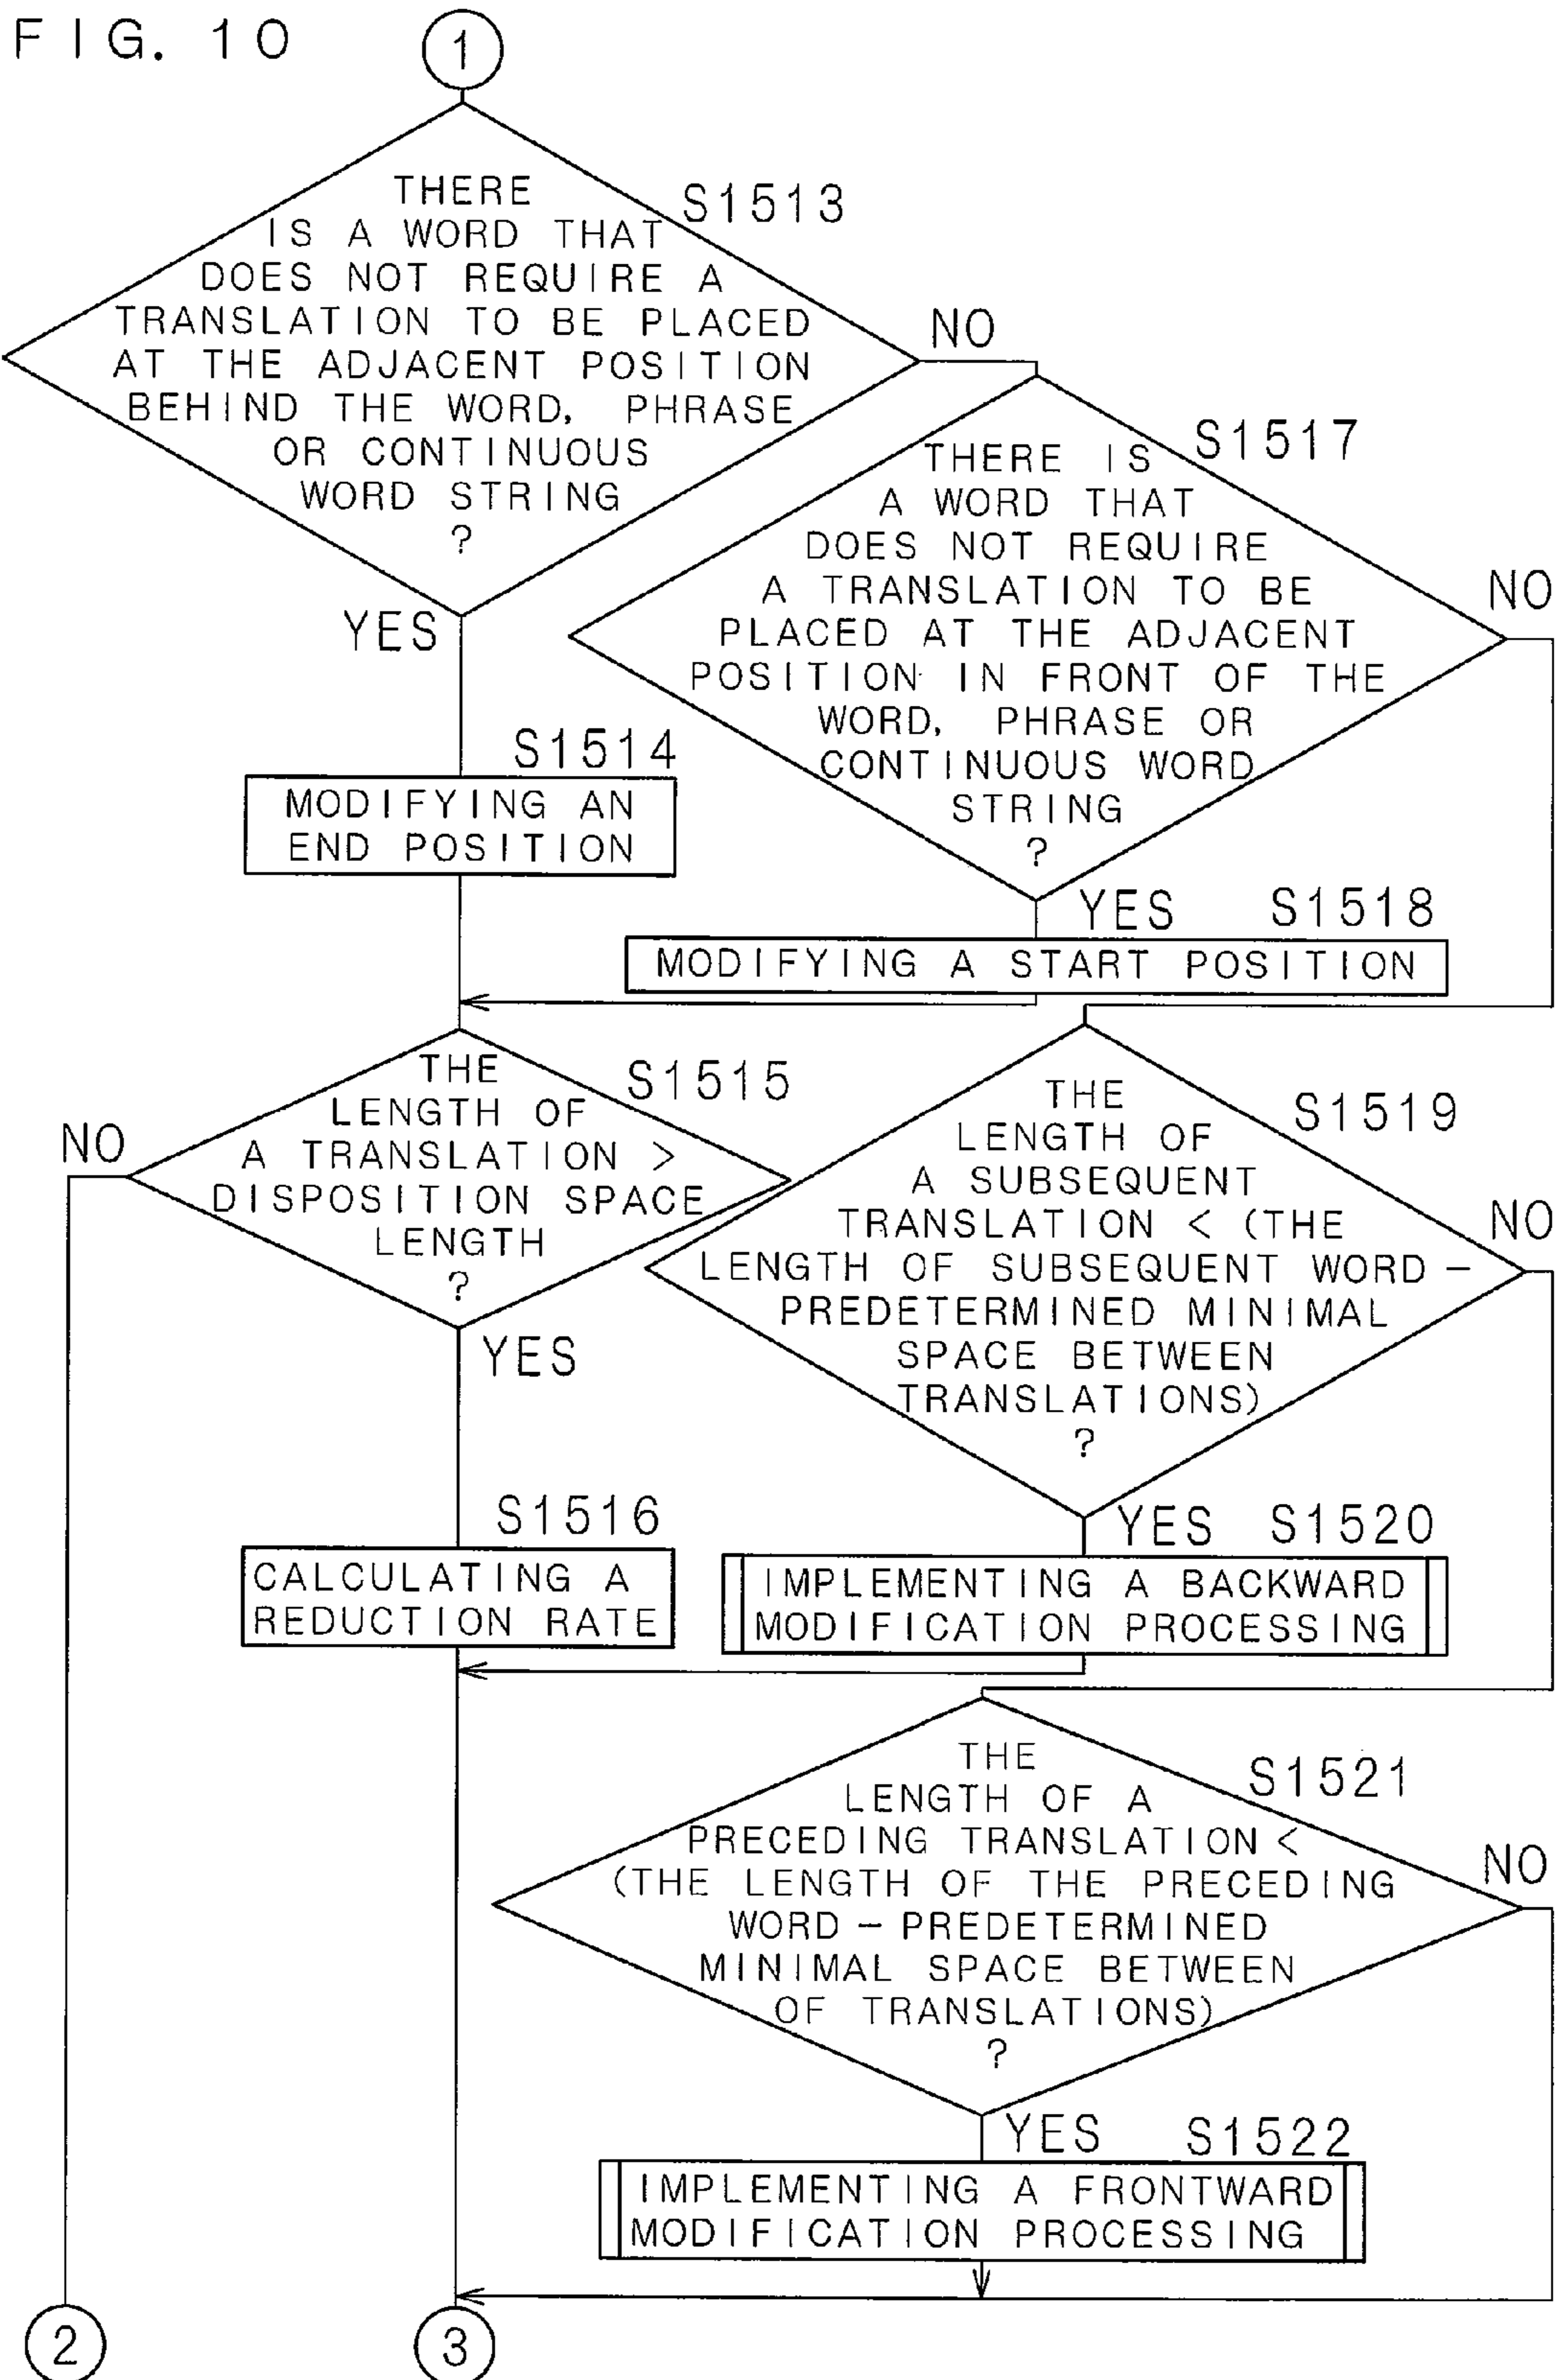 FIG. 10
1
THERE
IS A WORD THAT
DOES NOT REQUIRE A
TRANSLATION TO BE PLACED
AT THE ADJACENT POSITION
BEHIND THE WORD, PHRASE
OR CONTINUOUS
WORD STRING
?
S1513
NO
YES
THERE IS
A WORD THAT
DOES NOT REQUIRE
A TRANSLATION TO BE
PLACED AT THE ADJACENT
POSITION IN FRONT OF THE
WORD, PHRASE OR
CONTINUOUS WORD
STRING
?
S1517
NO
S1514
MODIFYING AN
END POSITION
YES S1518
MODIFYING A START POSITION
THE
LENGTH OF
A TRANSLATION >
DISPOSITION SPACE
LENGTH
?
S1515
NO
YES
THE
LENGTH OF
A SUBSEQUENT
TRANSLATION < (THE
LENGTH OF SUBSEQUENT WORD −
PREDETERMINED MINIMAL
SPACE BETWEEN
TRANSLATIONS)
?
S1519
NO
S1516
CALCULATING A
REDUCTION RATE
YES S1520
IMPLEMENTING A BACKWARD
MODIFICATION PROCESSING
THE
LENGTH OF A
PRECEDING TRANSLATION <
(THE LENGTH OF THE PRECEDING
WORD − PREDETERMINED
MINIMAL SPACE BETWEEN
OF TRANSLATIONS)
?
S1521
NO
YES S1522
IMPLEMENTING A FRONTWARD
MODIFICATION PROCESSING
2
3